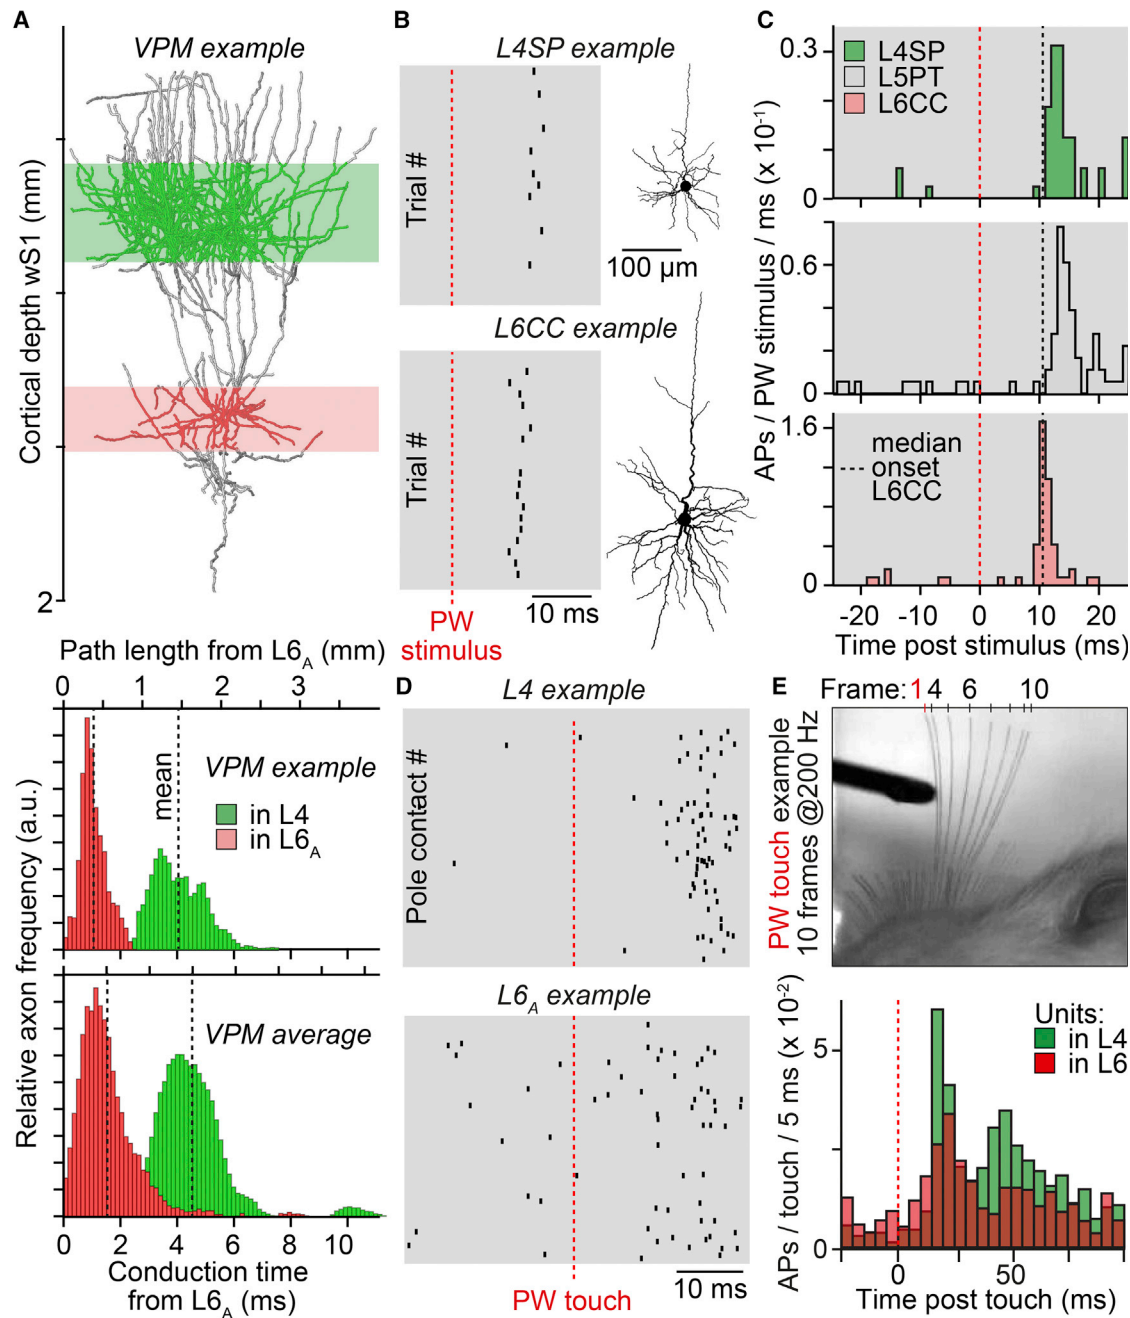 A
VPM example
Cortical depth wS1 (mm)
2
Path length from L6A (mm)
0 1 2 3
VPM example
mean
in L4
in L6A
VPM average
Relative axon frequency (a.u.)
0 2 4 6 8 10
Conduction time
from L6A (ms)
B
L4SP example
Trial #
100 µm
L6CC example
Trial #
10 ms
PW
stimulus
C
L4SP
L5PT
L6CC
0.3
0
0.6
0
1.6
0
median
onset
L6CC
APs / PW stimulus / ms (x 10-1)
-20 -10 0 10 20
Time post stimulus (ms)
D
L4 example
Pole contact #
L6A example
10 ms
PW touch
E
Frame: 1 4 6 10
PW touch example
10 frames @200 Hz
Units:
in L4
in L6
5
0
APs / touch / 5 ms (x 10-2)
0 50
Time post touch (ms)